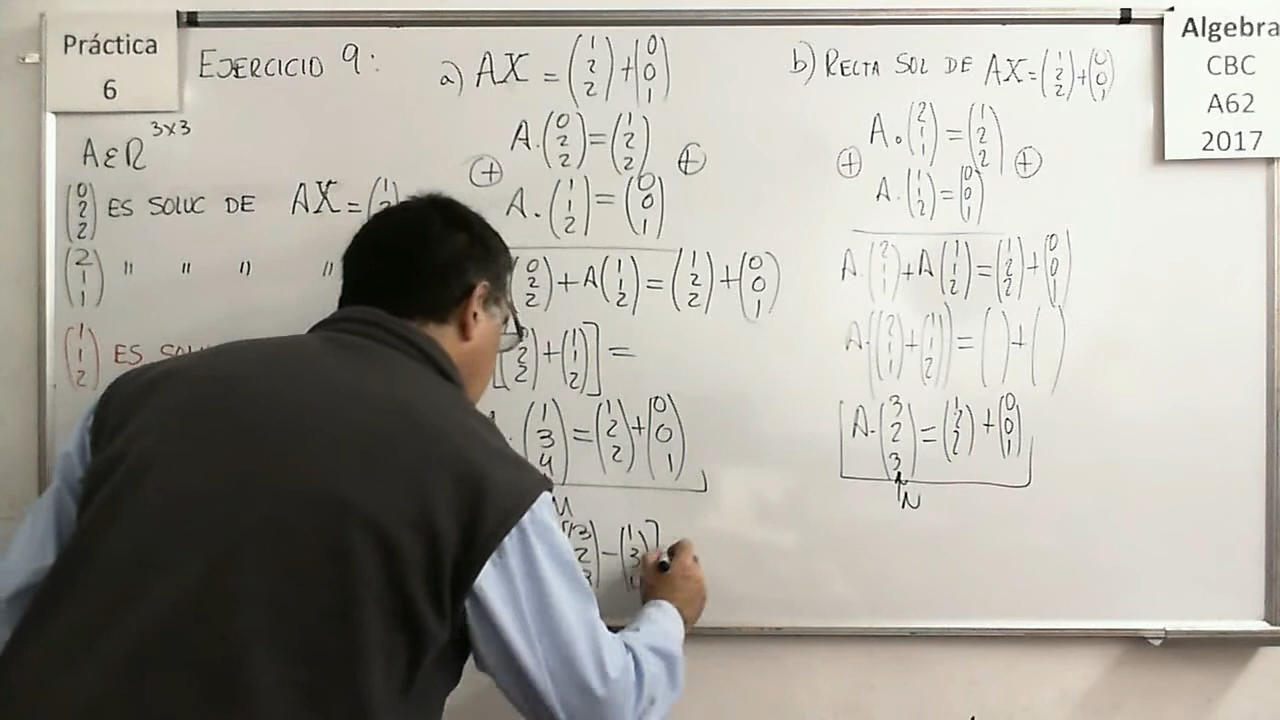 Práctica
6
EJERCICIO 9:
A ∈ R^3x3
(0 2 2) ES SOLUC DE AX = (1
(2 1 1) " " " "
(1 1 2) ES
a) AX = (1 2 2) + (0 0 1)
A.(0 2 2) = (1 2 2)
⊕ ⊕
A.(1 1 2) = (0 0 1)
(0 2 2) + A(1 1 2) = (1 2 2) + (0 0 1)
2 2) + (1 1 2)] =
(1 3 4) = (1 2 2) + (0 0 1)
M
[(3 2 3) - (1 3
b) RECTA SOL DE AX = (1 2 2) + (0 0 1)
A.(2 1 1) = (1 2 2)
⊕ ⊕
A.(1 1 2) = (0 0 1)
A(2 1 1) + A(1 1 2) = (1 2 2) + (0 0 1)
A.[(2 1 1) + (1 1 2)] = ( ) + ( )
A.(3 2 3) = (1 2 2) + (0 0 1)
N
Algebra
CBC
A62
2017